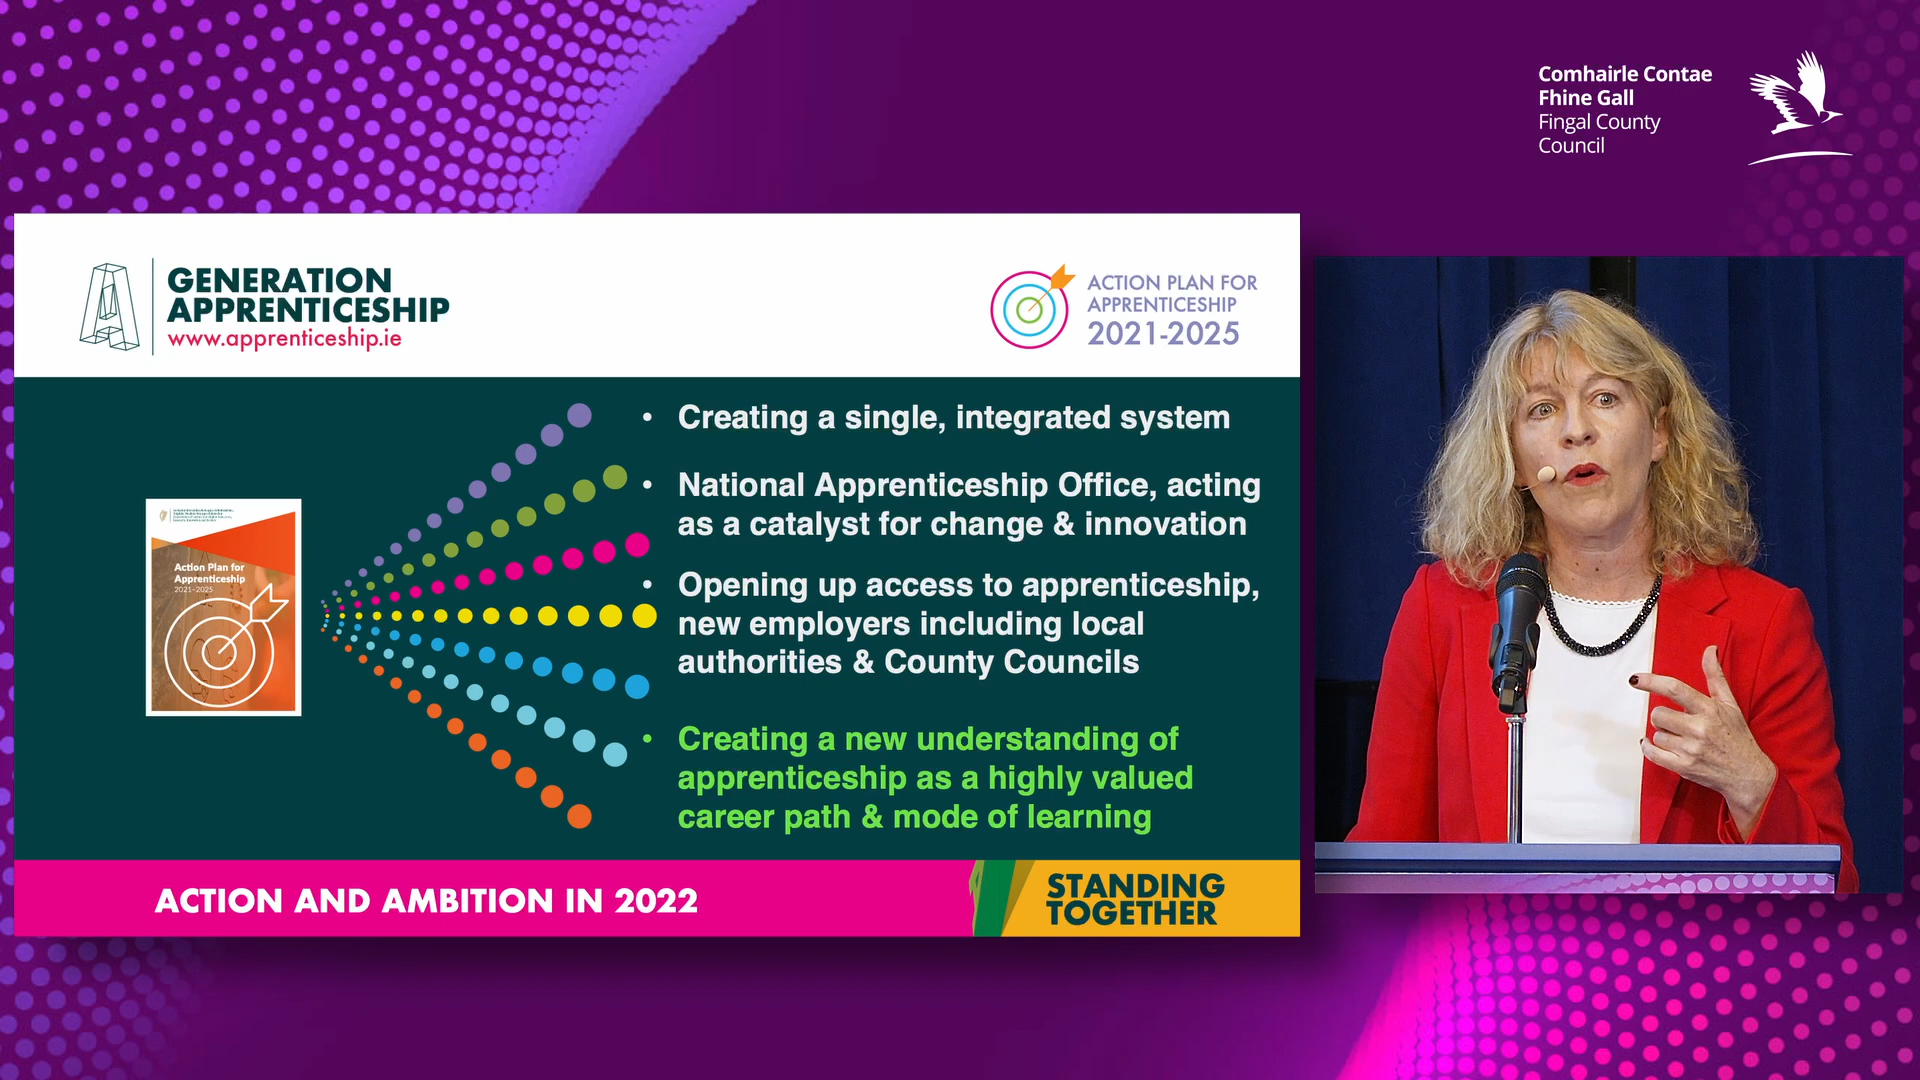 Comhairle Contae
Fhine Gall
Fingal County
Council
GENERATION
APPRENTICESHIP
www.apprenticeship.ie
ACTION PLAN FOR
APPRENTICESHIP
2021-2025
• Creating a single, integrated system
• National Apprenticeship Office, acting
as a catalyst for change & innovation
• Opening up access to apprenticeship,
new employers including local
authorities & County Councils
• Creating a new understanding of
apprenticeship as a highly valued
career path & mode of learning
Action Plan for
Apprenticeship
2021-2025
ACTION AND AMBITION IN 2022
STANDING
TOGETHER